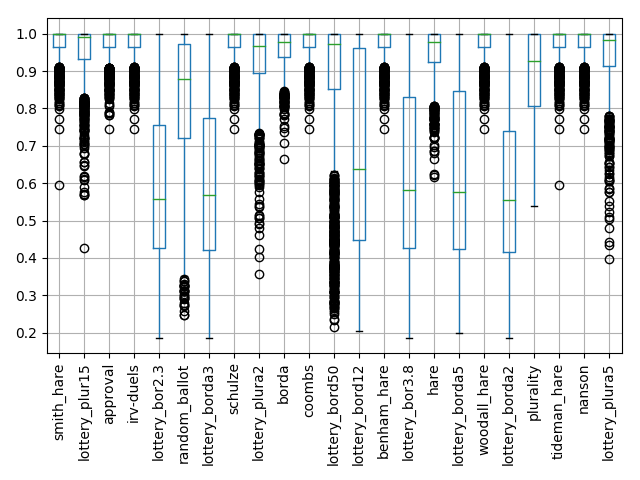 1.0
0.9
0.8
0.7
0.6
0.5
0.4
0.3
0.2
smith_hare
lottery_plur15
approval
irv-duels
lottery_bor2.3
random_ballot
lottery_borda3
schulze
lottery_plura2
borda
coombs
lottery_bord50
lottery_bord12
benham_hare
lottery_bor3.8
hare
lottery_borda5
woodall_hare
lottery_borda2
plurality
tideman_hare
nanson
lottery_plura5